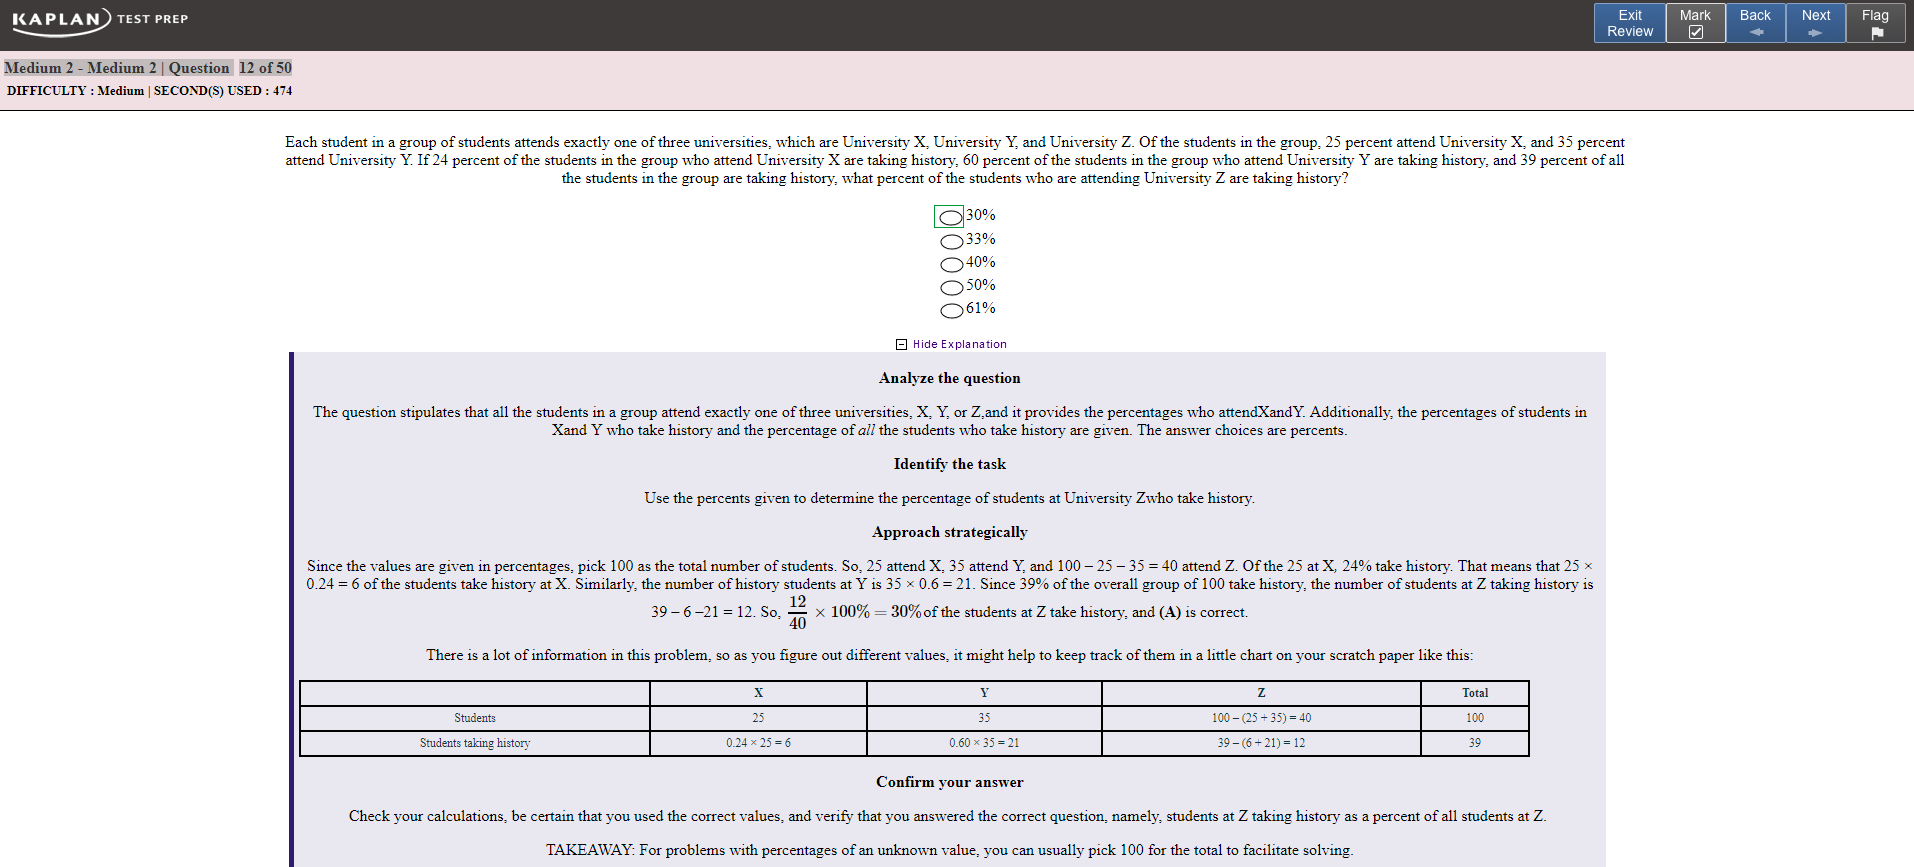 KAPLAN TEST PREP
Exit Review
Mark
Back
Next
Flag
Medium 2 - Medium 2 | Question 12 of 50
DIFFICULTY : Medium | SECOND(S) USED : 474
Each student in a group of students attends exactly one of three universities, which are University X, University Y, and University Z. Of the students in the group, 25 percent attend University X, and 35 percent
attend University Y. If 24 percent of the students in the group who attend University X are taking history, 60 percent of the students in the group who attend University Y are taking history, and 39 percent of all
the students in the group are taking history, what percent of the students who are attending University Z are taking history?
30%
33%
40%
50%
61%
Hide Explanation
Analyze the question
The question stipulates that all the students in a group attend exactly one of three universities, X, Y, or Z,and it provides the percentages who attendXandY. Additionally, the percentages of students in
Xand Y who take history and the percentage of all the students who take history are given. The answer choices are percents.
Identify the task
Use the percents given to determine the percentage of students at University Zwho take history.
Approach strategically
Since the values are given in percentages, pick 100 as the total number of students. So, 25 attend X, 35 attend Y, and 100 – 25 – 35 = 40 attend Z. Of the 25 at X, 24% take history. That means that 25 ×
0.24 = 6 of the students take history at X. Similarly, the number of history students at Y is 35 × 0.6 = 21. Since 39% of the overall group of 100 take history, the number of students at Z taking history is
39 – 6 –21 = 12. So, 12/40 × 100% = 30% of the students at Z take history, and (A) is correct.
There is a lot of information in this problem, so as you figure out different values, it might help to keep track of them in a little chart on your scratch paper like this:
X Y Z Total
Students 25 35 100 – (25 + 35) = 40 100
Students taking history 0.24 × 25 = 6 0.60 × 35 = 21 39 – (6 + 21) = 12 39
Confirm your answer
Check your calculations, be certain that you used the correct values, and verify that you answered the correct question, namely, students at Z taking history as a percent of all students at Z.
TAKEAWAY: For problems with percentages of an unknown value, you can usually pick 100 for the total to facilitate solving.